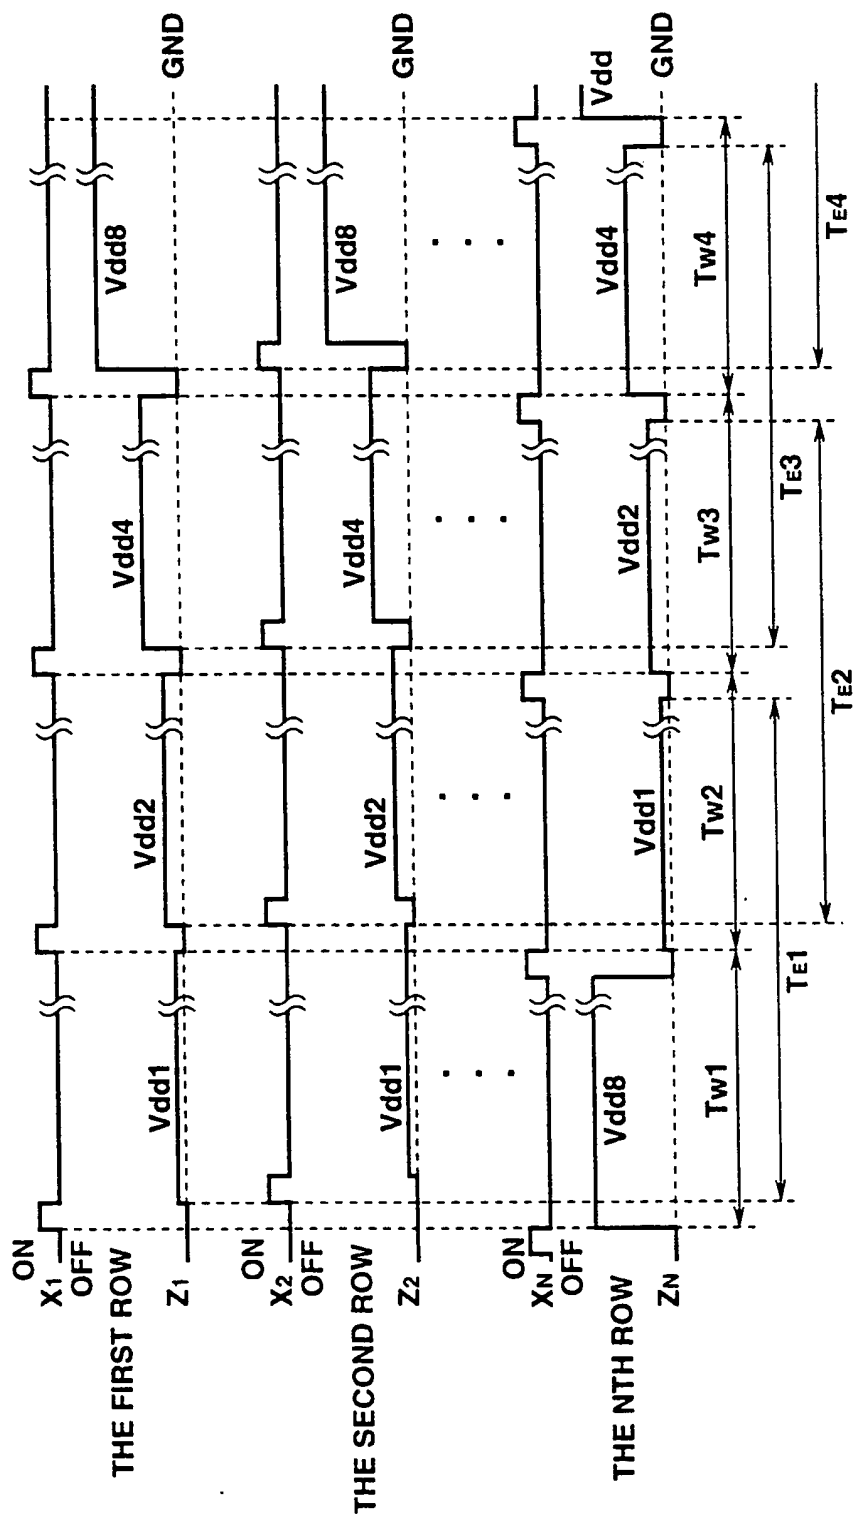 ON
X1
OFF
THE FIRST ROW
Z1
Vdd1
Vdd2
Vdd4
Vdd8
GND
ON
X2
OFF
THE SECOND ROW
Z2
Vdd1
Vdd2
Vdd4
Vdd8
GND
ON
XN
OFF
THE NTH ROW
ZN
Vdd8
Vdd1
Vdd2
Vdd4
Vdd
GND
TW1
TW2
TW3
TW4
TE1
TE3
TE2
TE4